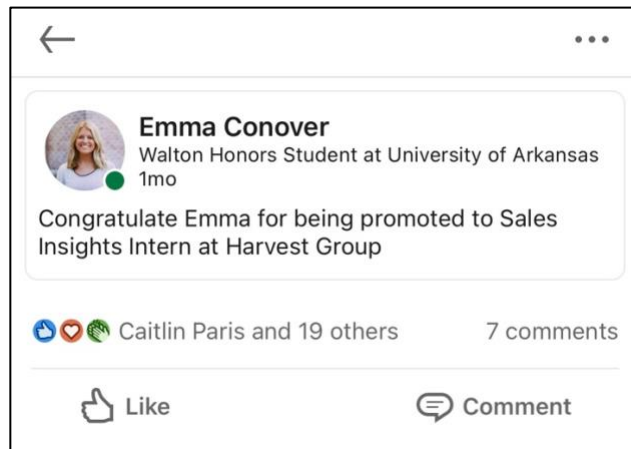 Emma Conover
Walton Honors Student at University of Arkansas
1mo
Congratulate Emma for being promoted to Sales
Insights Intern at Harvest Group
Caitlin Paris and 19 others 7 comments
Like Comment